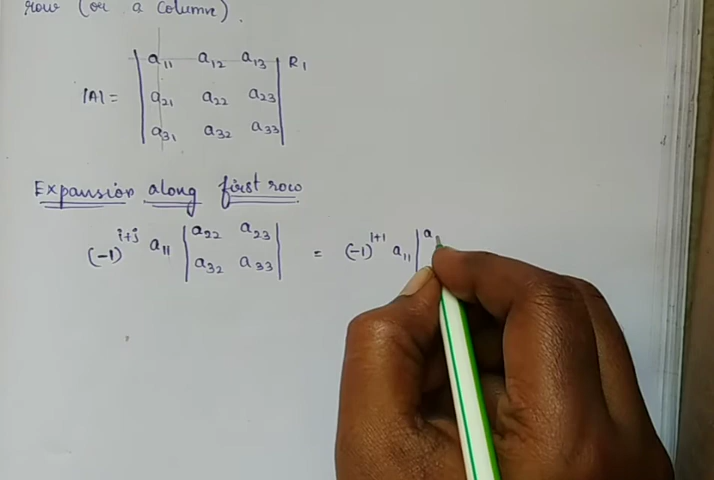 row (or a column).
a11 a12 a13 R1
|A| = a21 a22 a23
a31 a32 a33
Expansion along first row
(-1)^i+j a11 | a22 a23 | = (-1)^1+1 a11 | a
a32 a33